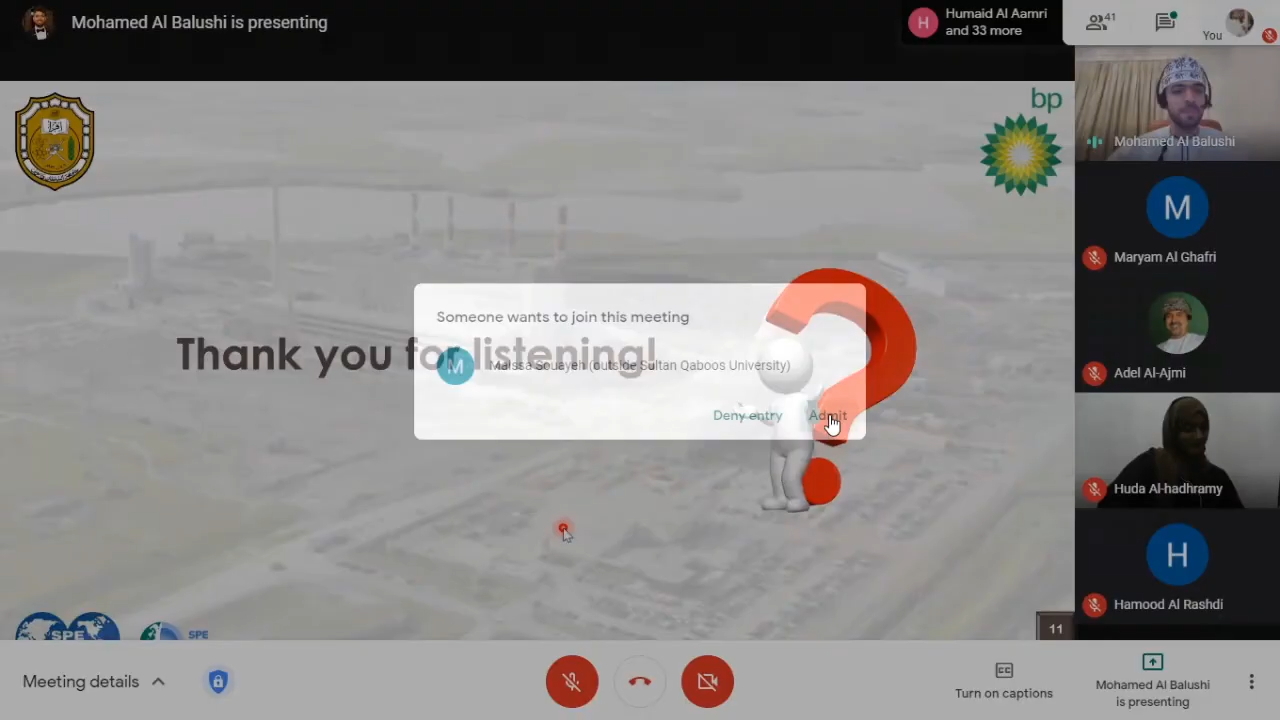 Mohamed Al Balushi is presenting
H
Humaid Al Aamri
and 33 more
41
You
bp
Mohamed Al Balushi
M
Maryam Al Ghafri
Adel Al-Ajmi
Huda Al-hadhramy
H
Hamood Al Rashdi
Someone wants to join this meeting
Thank you for listening!
M
Maissa Souayeh (outside Sultan Qaboos University)
Deny entry
Admit
SPE
SPE
11
Meeting details
CC
Turn on captions
Mohamed Al Balushi
is presenting